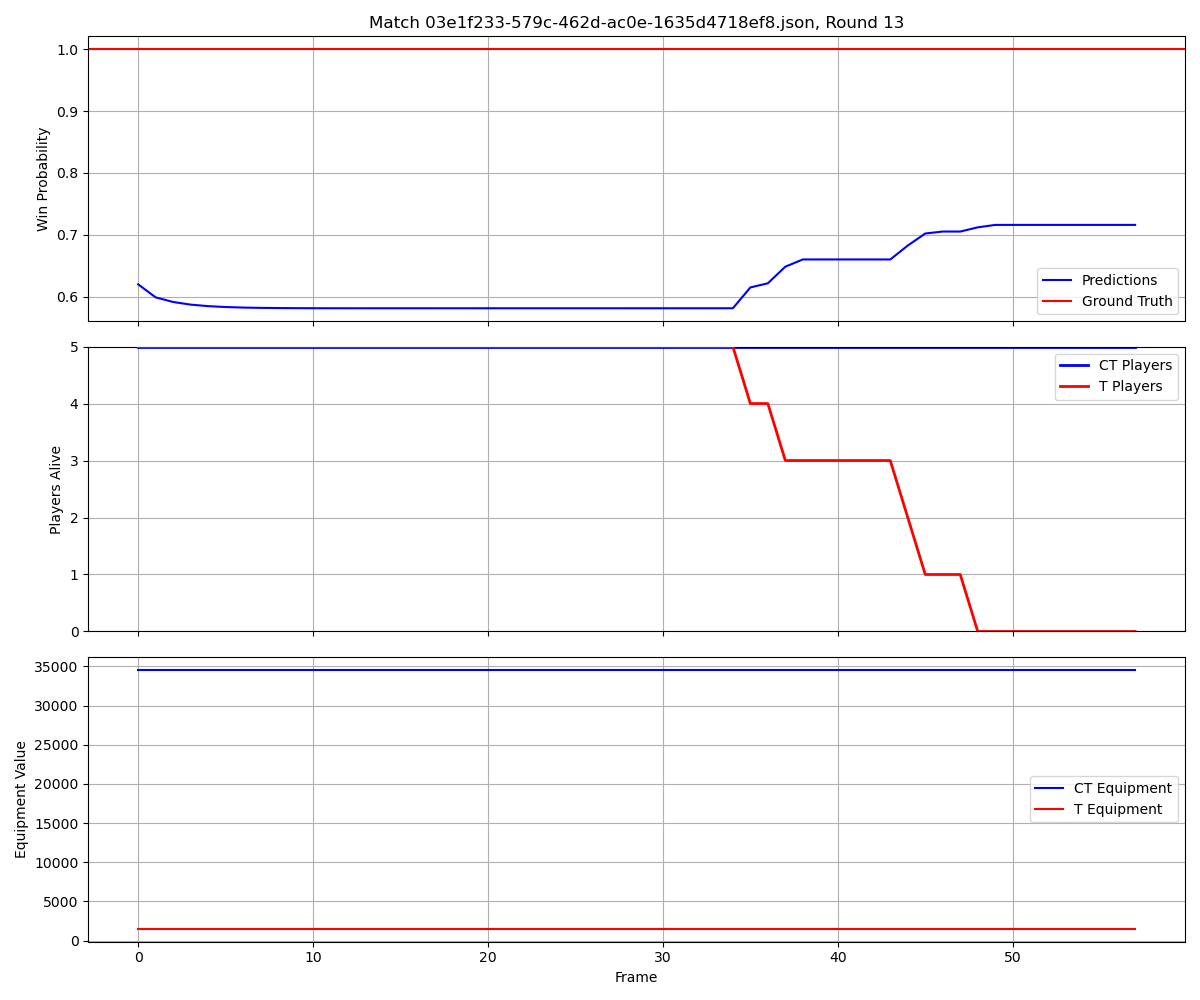 Match 03e1f233-579c-462d-ac0e-1635d4718ef8.json, Round 13
Win Probability
1.0
0.9
0.8
0.7
0.6
Predictions
Ground Truth
Players Alive
5
4
3
2
1
0
CT Players
T Players
Equipment Value
35000
30000
25000
20000
15000
10000
5000
0
CT Equipment
T Equipment
0 10 20 30 40 50
Frame